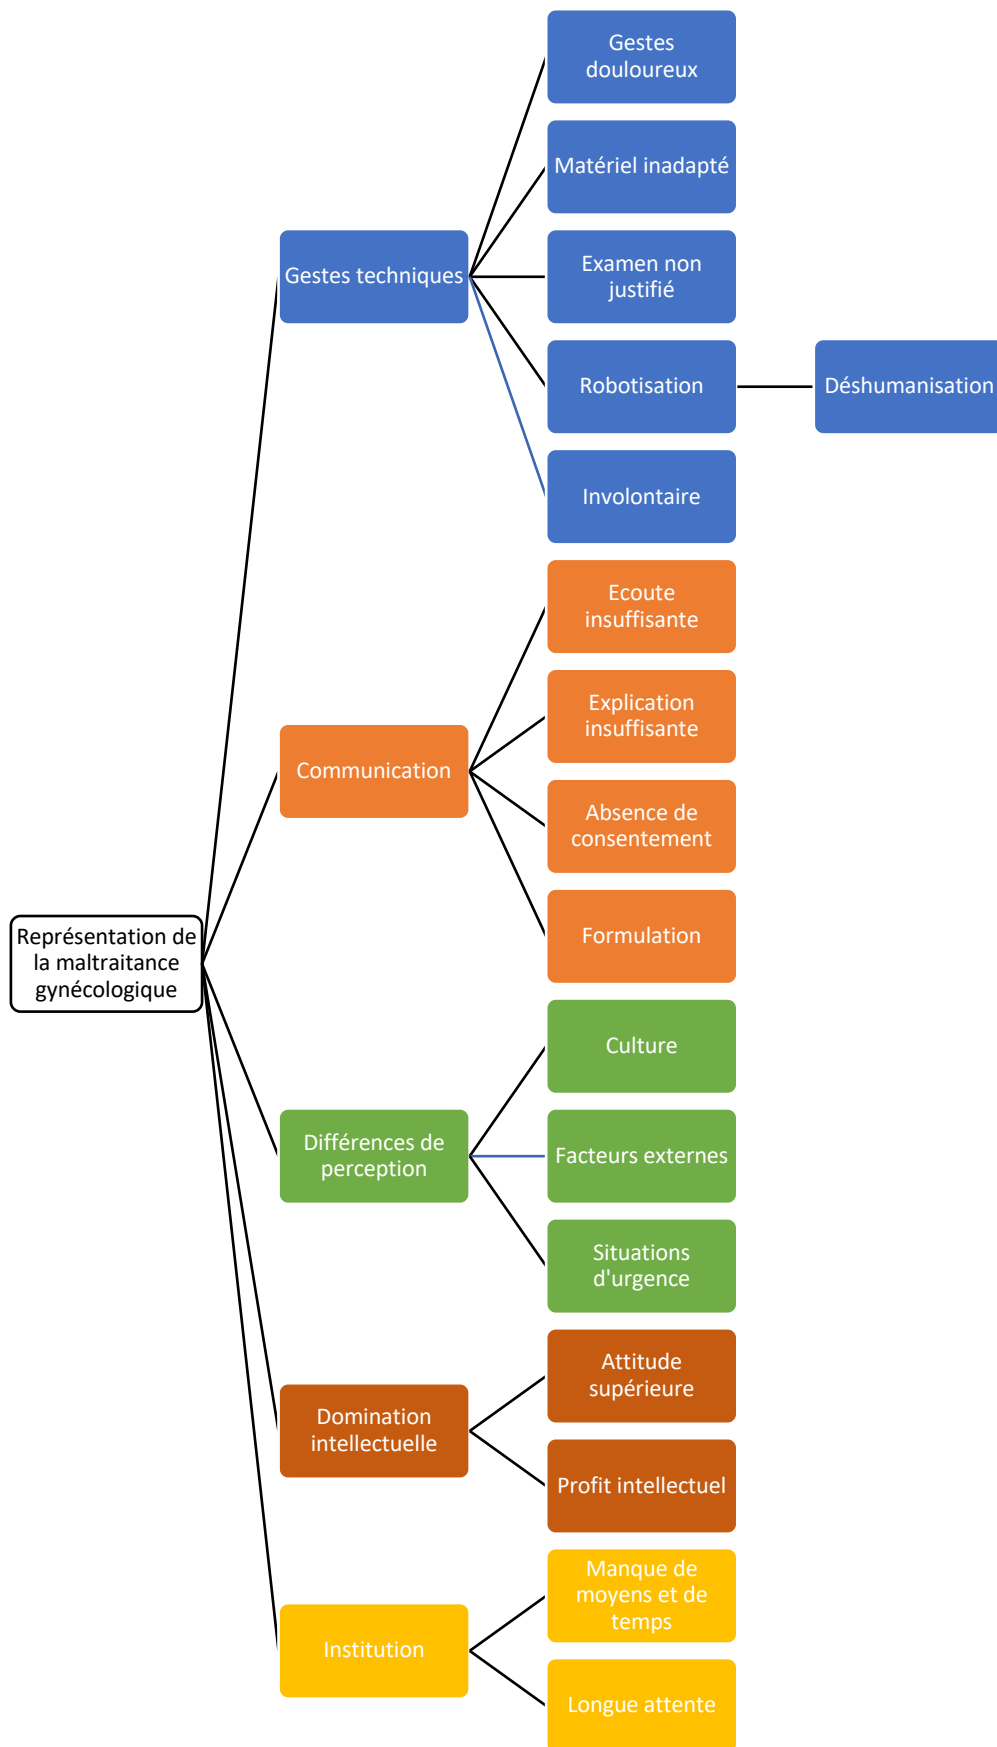 Gestes
douloureux
Matériel inadapté
Gestes techniques
Examen non
justifié
Robotisation
Déshumanisation
Involontaire
Ecoute
insuffisante
Explication
insuffisante
Communication
Absence de
consentement
Formulation
Représentation de
la maltraitance
gynécologique
Culture
Différences de
perception
Facteurs externes
Situations
d'urgence
Attitude
supérieure
Domination
intellectuelle
Profit intellectuel
Manque de
moyens et de
temps
Institution
Longue attente